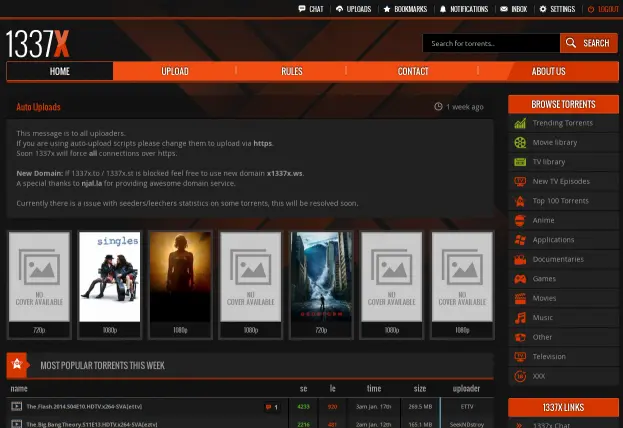 CHAT UPLOADS BOOKMARKS NOTIFICATIONS INBOX SETTINGS LOGOUT
1337X
Search for torrents.. SEARCH
HOME UPLOAD RULES CONTACT ABOUT US
Auto Uploads 1 week ago
This message is to all uploaders.
If you are using auto-upload scripts please change them to upload via https.
Soon 1337x will force all connections over https.
New Domain: If 1337x.to / 1337x.st is blocked feel free to use new domain x1337x.ws.
A special thanks to njal.la for providing awesome domain service.
Currently there is a issue with seeders/leechers statistics on some torrents, this will be resolved soon.
NO COVER AVAILABLE
720p
singles
1080p
1080p
NO COVER AVAILABLE
1080p
GEOSTORM
720p
NO COVER AVAILABLE
1080p
NO COVER AVAILABLE
1080p
MOST POPULAR TORRENTS THIS WEEK
name se le time size uploader
The.Flash.2014.S04E10.HDTV.x264-SVA[ettv] 1 4233 930 3am Jan. 17th 269.5 MB ETTV
The.Big.Bang.Theory.S11E13.HDTV.x264-SVA[ettv] 2216 481 3am Jan. 12th 165.1 MB SeekNDstroy
BROWSE TORRENTS
Trending Torrents
Movie library
TV library
New TV Episodes
Top 100 Torrents
Anime
Applications
Documentaries
Games
Movies
Music
Other
Television
XXX
1337X LINKS
1337x Chat